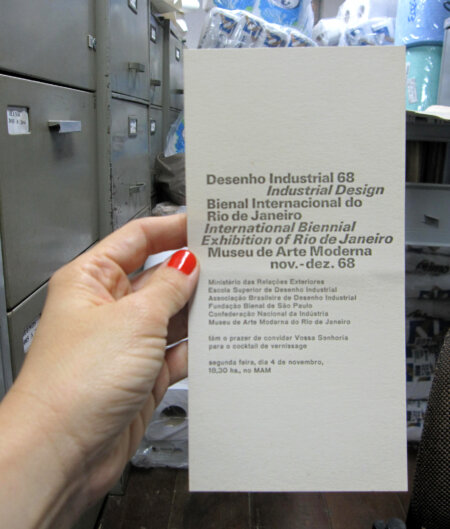 Desenho Industrial 68
Industrial Design
Bienal Internacional do
Rio de Janeiro
International Biennial
Exhibition of Rio de Janeiro
Museu de Arte Moderna
nov.-dez. 68
Ministério das Relações Exteriores
Escola Superior de Desenho Industrial
Associação Brasileira de Desenho Industrial
Fundação Bienal de São Paulo
Confederação Nacional da Indústria
Museu de Arte Moderna do Rio de Janeiro
têm o prazer de convidar Vossa Senhoria
para o cocktail de vernissage
segunda feira, dia 4 de novembro,
18,30 hs., no MAM